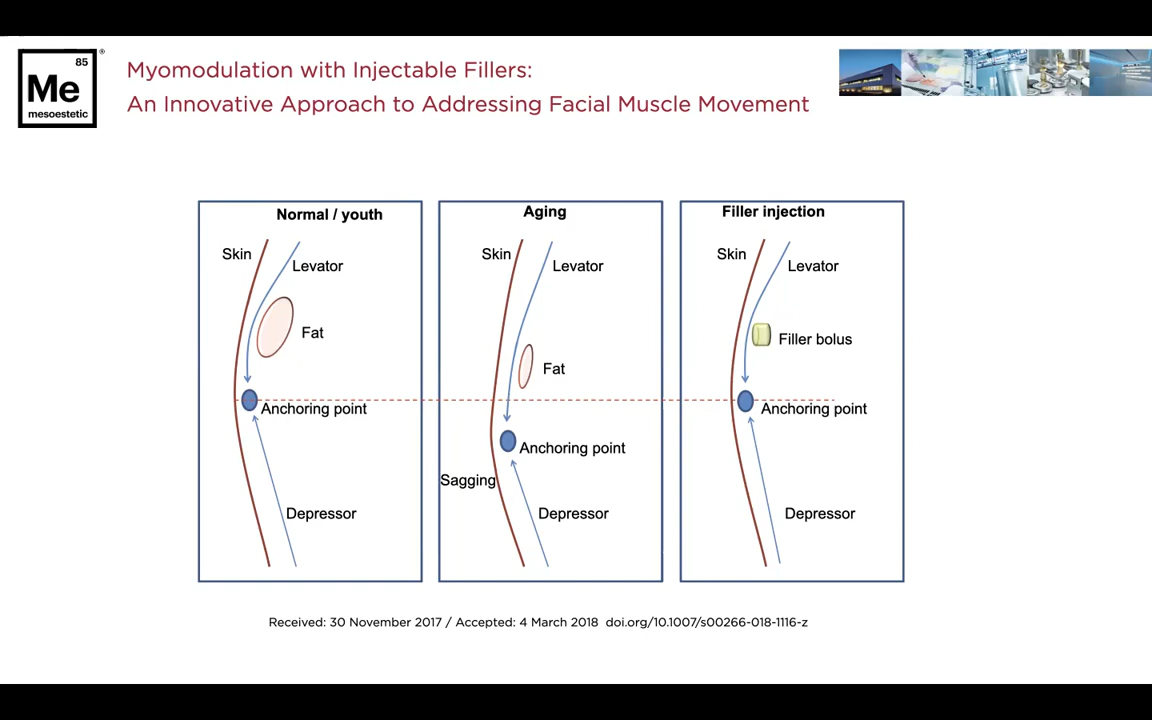 85
Me
mesoestetic
®
Myomodulation with Injectable Fillers:
An Innovative Approach to Addressing Facial Muscle Movement
Normal / youth
Skin
Levator
Fat
Anchoring point
Depressor
Aging
Skin
Levator
Fat
Anchoring point
Sagging
Depressor
Filler injection
Skin
Levator
Filler bolus
Anchoring point
Depressor
Received: 30 November 2017 / Accepted: 4 March 2018 doi.org/10.1007/s00266-018-1116-z